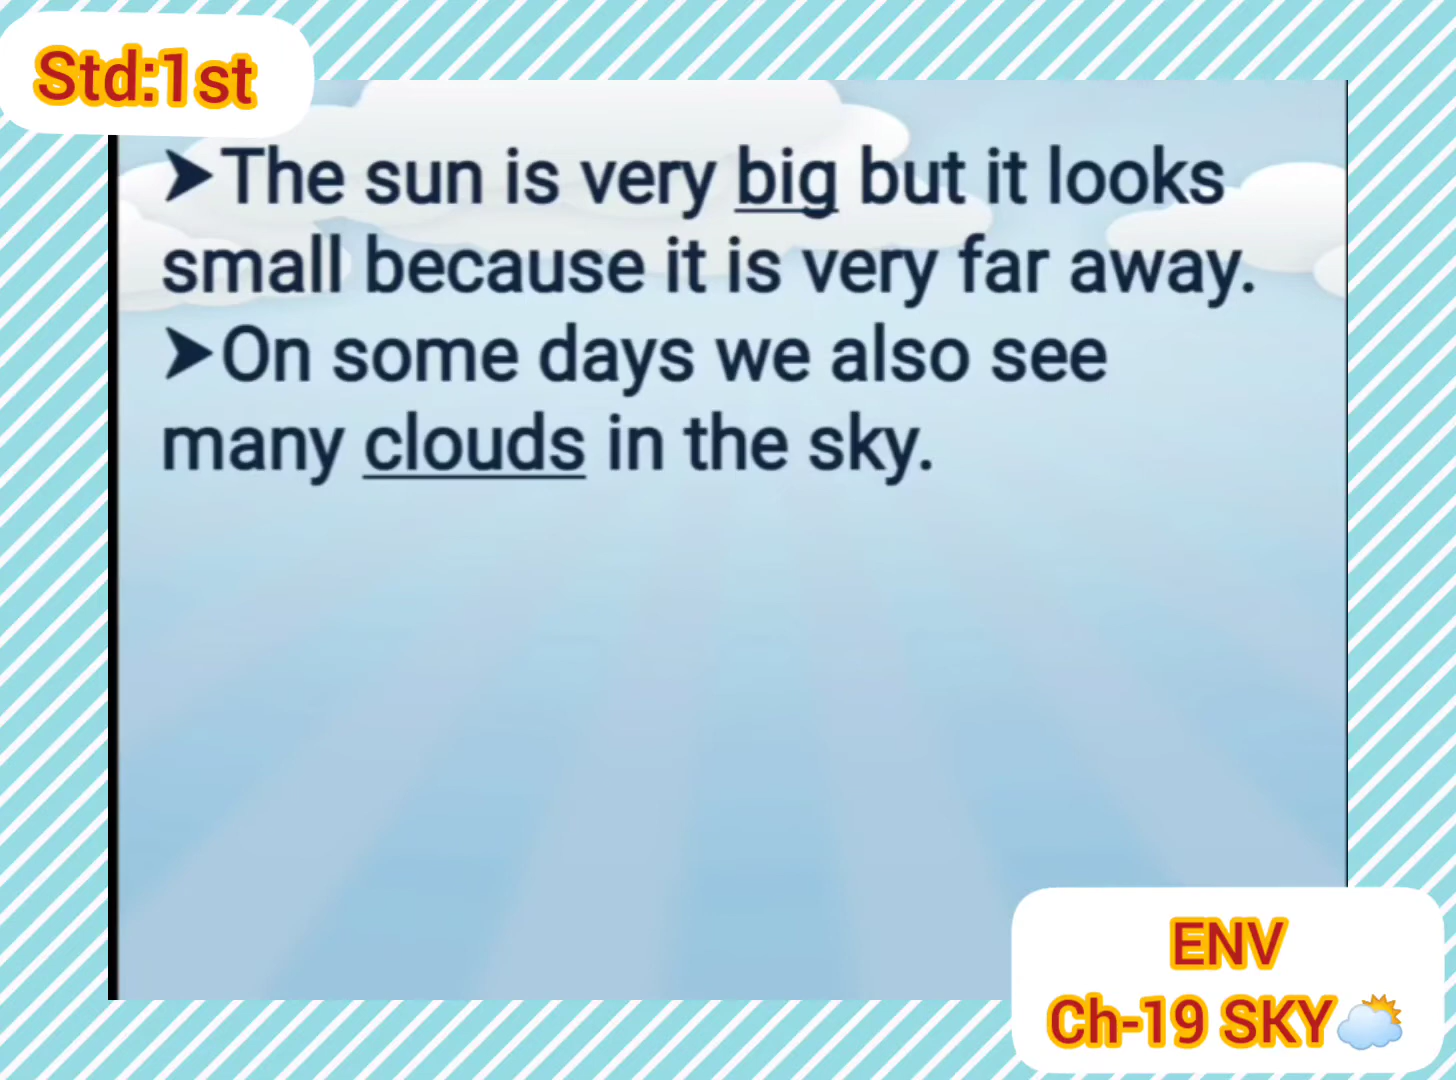 Std:1st
➤The sun is very big but it looks
small because it is very far away.
➤On some days we also see
many clouds in the sky.
ENV
Ch-19 SKY🌥️